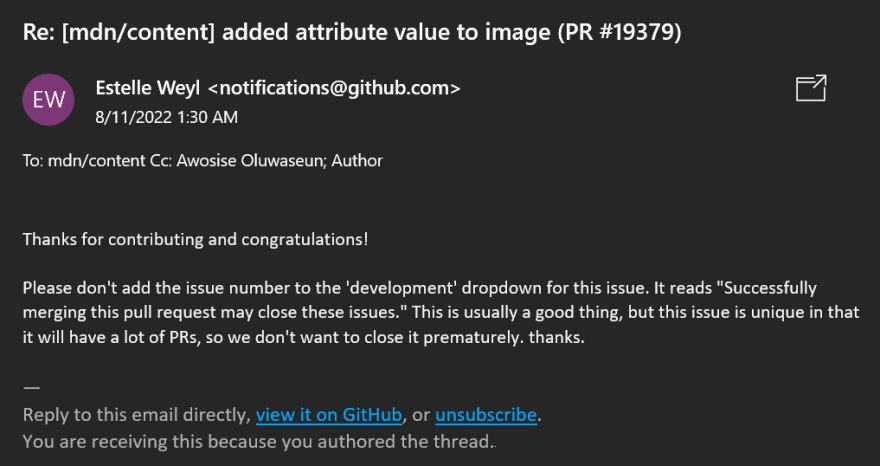 Re: [mdn/content] added attribute value to image (PR #19379)
EW
Estelle Weyl <notifications@github.com>
8/11/2022 1:30 AM
To: mdn/content Cc: Awosise Oluwaseun; Author
Thanks for contributing and congratulations!
Please don't add the issue number to the 'development' dropdown for this issue. It reads "Successfully
merging this pull request may close these issues." This is usually a good thing, but this issue is unique in that
it will have a lot of PRs, so we don't want to close it prematurely. thanks.
—
Reply to this email directly, view it on GitHub, or unsubscribe.
You are receiving this because you authored the thread..